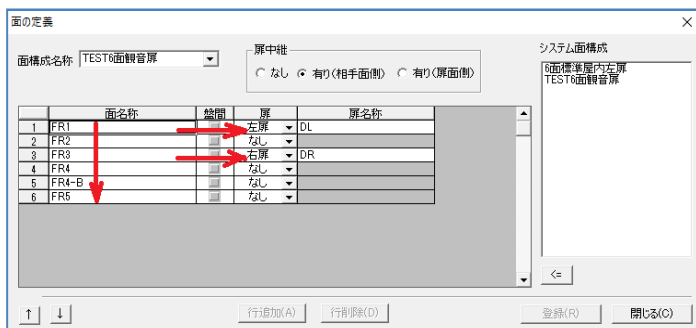 面の定義
面構成名称 TEST6面観音扉
扉中継
なし 有り(相手面側) 有り(扉面側)
システム面構成
6面標準屋内左扉
TEST6面観音扉
面名称 盤間 扉 扉名称
1 FR1 左扉 DL
2 FR2 なし
3 FR3 右扉 DR
4 FR4 なし
5 FR4-B なし
6 FR5 なし
<=
↑ ↓ 行追加(A) 行削除(D) 登録(R) 閉じる(C)